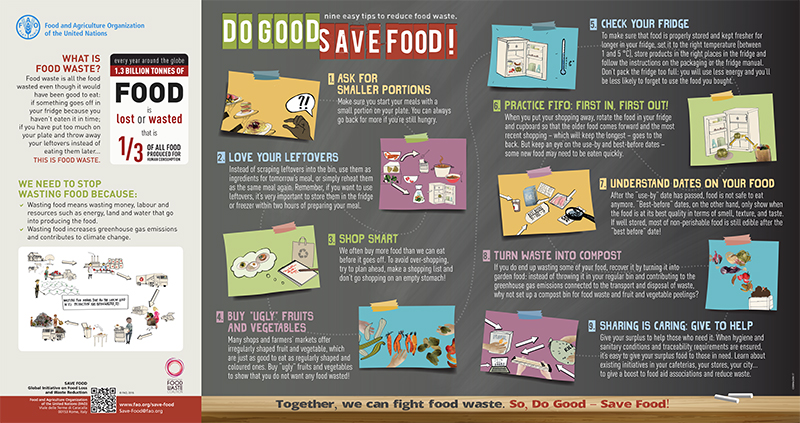 Food and Agriculture Organization
of the United Nations
WHAT IS
FOOD WASTE?
Food waste is all the food
wasted even though it would
have been good to eat:
if something goes off in
your fridge because you
haven't eaten it in time;
if you have put too much on
your plate and throw away
your leftovers instead of
eating them later...
THIS IS FOOD WASTE.
every year around the globe
1.3 BILLION TONNES OF
FOOD
is
lost or wasted
that is
1/3 OF ALL FOOD
PRODUCED FOR
HUMAN CONSUMPTION
WE NEED TO STOP
WASTING FOOD BECAUSE:
✓ Wasting food means wasting money, labour and
resources such as energy, land and water that go
into producing the food.
✓ Wasting food increases greenhouse gas emissions
and contributes to climate change.
SAVE FOOD
Global Initiative on Food Loss
and Waste Reduction
Food and Agriculture Organization
of the United Nations (FAO)
Viale delle Terme di Caracalla
00153 Rome, Italy
www.fao.org/save-food
Save-Food@fao.org
FOOD
WASTE
DO GOOD
nine easy tips to reduce food waste.
SAVE FOOD!
1. ASK FOR
SMALLER PORTIONS
Make sure you start your meals with a
small portion on your plate. You can always
go back for more if you're still hungry.
?!
2. LOVE YOUR LEFTOVERS
Instead of scraping leftovers into the bin, use them as
ingredients for tomorrow's meal, or simply reheat them
as the same meal again. Remember, if you want to use
leftovers, it's very important to store them in the fridge
or freezer within two hours of preparing your meal.
3. SHOP SMART
We often buy more food than we can eat
before it goes off. To avoid over-shopping,
try to plan ahead, make a shopping list and
don't go shopping on an empty stomach!
4. BUY "UGLY" FRUITS
AND VEGETABLES
Many shops and farmers' markets offer
irregularly shaped fruit and vegetable, which
are just as good to eat as regularly shaped and
coloured ones. Buy "ugly" fruits and vegetables
to show that you do not want any food wasted!
5. CHECK YOUR FRIDGE
To make sure that food is properly stored and kept fresher for
longer in your fridge, set it to the right temperature (between
1 and 5 °C), store products in the right places in the fridge and
follow the instructions on the packaging or the fridge manual.
Don't pack the fridge too full: you will use less energy and you'll
be less likely to forget to use the food you bought.
6. PRACTICE FIFO: FIRST IN, FIRST OUT!
When you put your shopping away, rotate the food in your fridge
and cupboard so that the older food comes forward and the most
recent shopping – which will keep the longest – goes to the
back. But keep an eye on the use-by and best-before dates –
some new food may need to be eaten quickly.
7. UNDERSTAND DATES ON YOUR FOOD
After the "use-by" date has passed, food is not safe to eat
anymore. "Best-before" dates, on the other hand, only show when
the food is at its best quality in terms of smell, texture, and taste.
If well stored, most of non-perishable food is still edible after the
"best before" date!
8. TURN WASTE INTO COMPOST
If you do end up wasting some of your food, recover it by turning it into
garden food: instead of throwing it in your regular bin and contributing to the
greenhouse gas emissions connected to the transport and disposal of waste,
why not set up a compost bin for food waste and fruit and vegetable peelings?
9. SHARING IS CARING: GIVE TO HELP
Give your surplus to help those who need it. When hygiene and
sanitary conditions and traceability requirements are ensured,
it's easy to give your surplus food to those in need. Learn about
existing initiatives in your cafeterias, your stores, your city...
to give a boost to food aid associations and reduce waste.
Together, we can fight food waste. So, Do Good – Save Food!